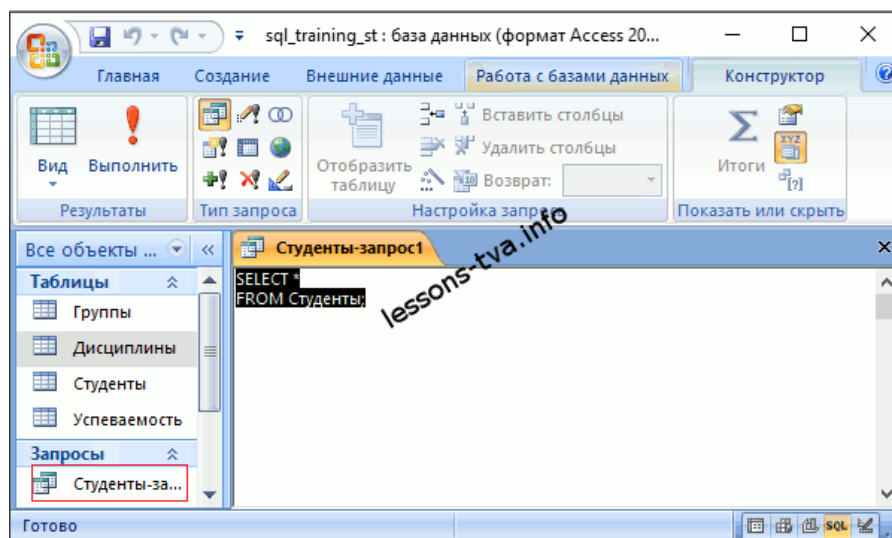 sql_training_st : база данных (формат Access 20...
Главная Создание Внешние данные Работа с базами данных Конструктор
Вид Выполнить
Отобразить таблицу
Вставить столбцы
Удалить столбцы
Возврат:
Итоги
Результаты Тип запроса Настройка запроса Показать или скрыть
Все объекты ... «
Студенты-запрос1
Таблицы
Группы
Дисциплины
Студенты
Успеваемость
Запросы
Студенты-за...
SELECT *
FROM Студенты;
lessons-tva.info
Готово
SQL